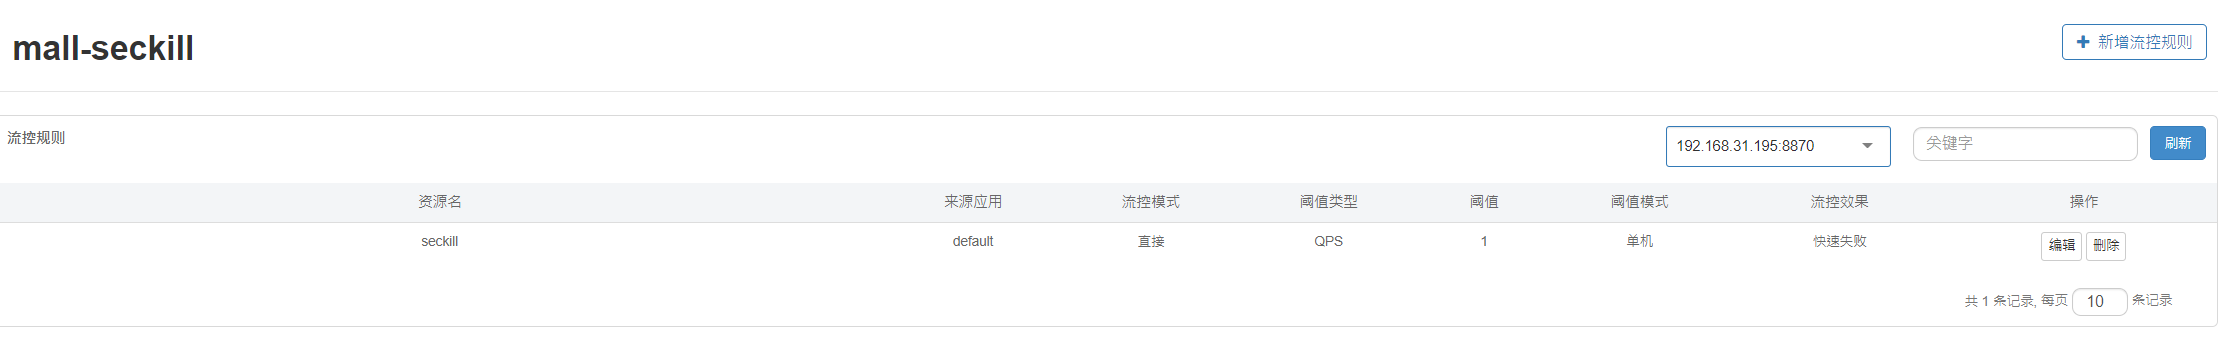 mall-seckill
新增流控规则
流控规则
192.168.31.195:8870
关键字
刷新
资源名 来源应用 流控模式 阈值类型 阈值 阈值模式 流控效果 操作
seckill default 直接 QPS 1 单机 快速失败 编辑 删除
共 1 条记录, 每页 10 条记录